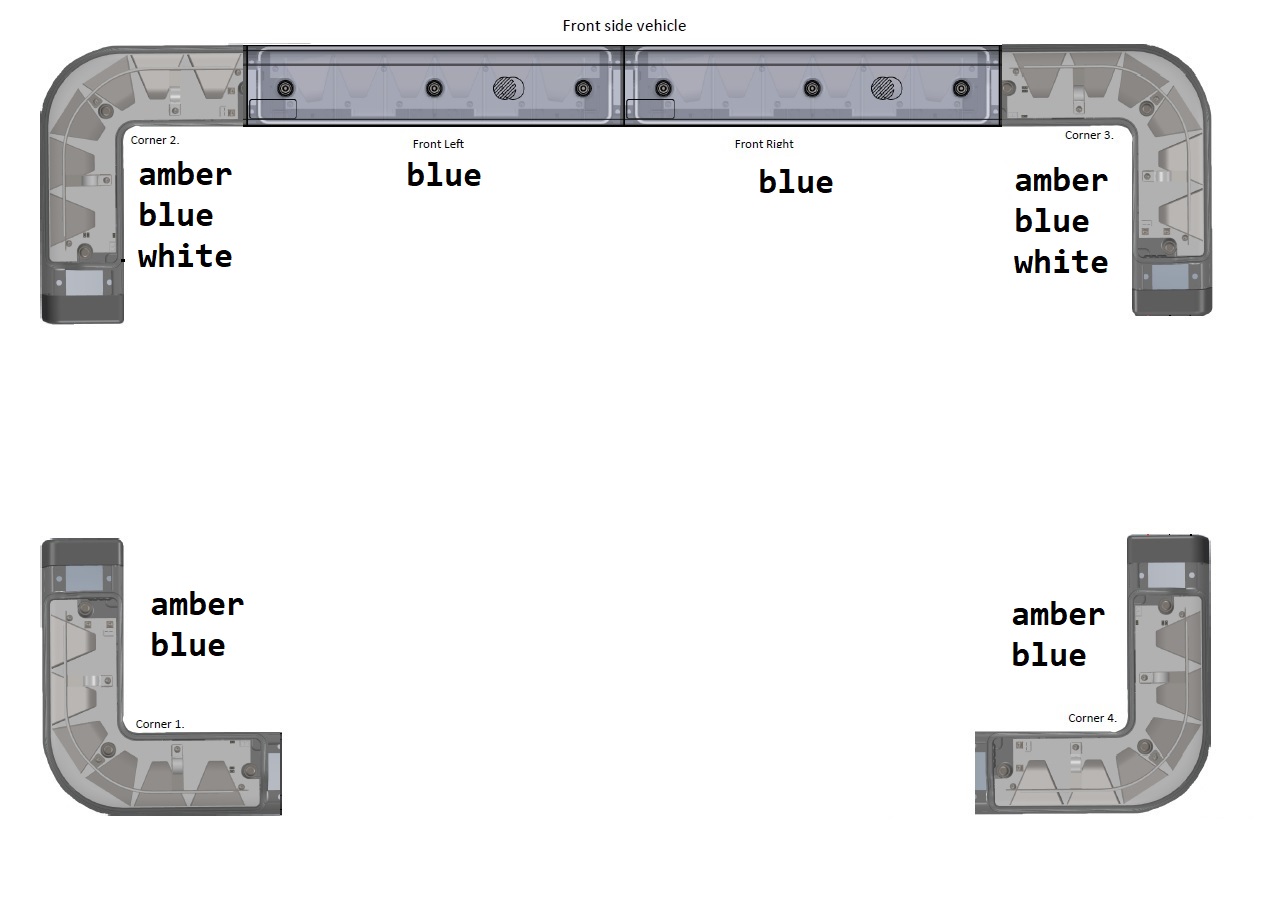 Front side vehicle
Corner 2.
Front Left
Front Right
Corner 3.
amber
blue
white
blue
blue
amber
blue
white
amber
blue
amber
blue
Corner 1.
Corner 4.